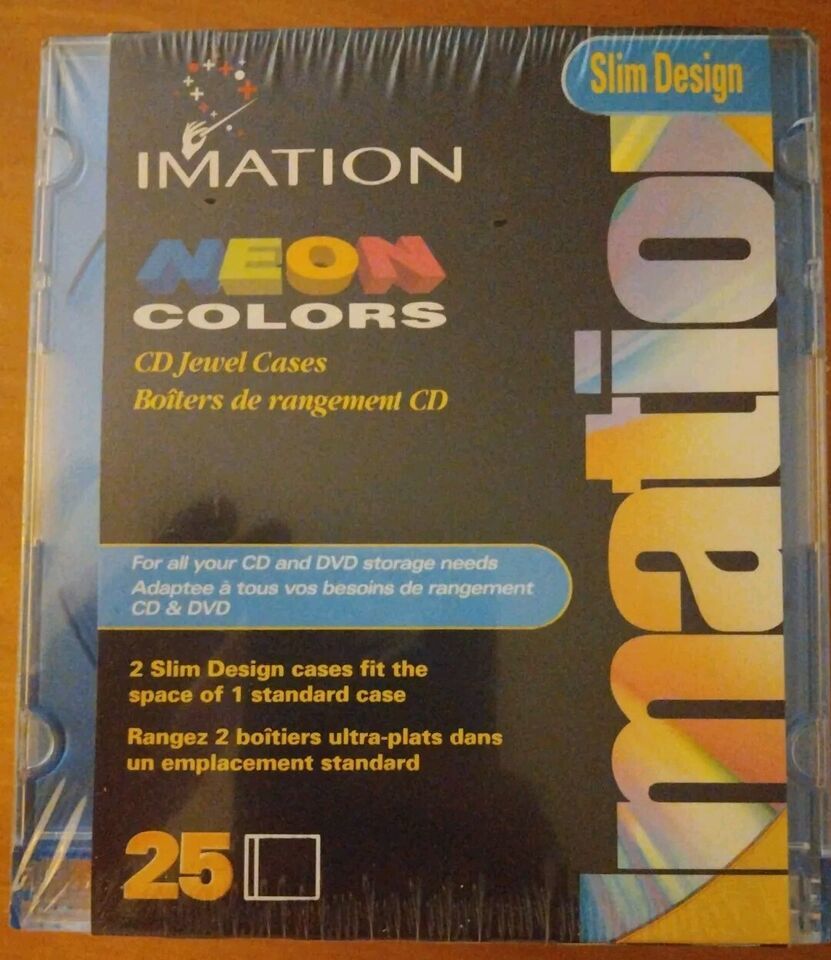 Slim Design
IMATION
NEON
COLORS
CD Jewel Cases
Boîters de rangement CD
For all your CD and DVD storage needs
Adaptee à tous vos besoins de rangement
CD & DVD
2 Slim Design cases fit the
space of 1 standard case
Rangez 2 boîtiers ultra-plats dans
un emplacement standard
25
imation